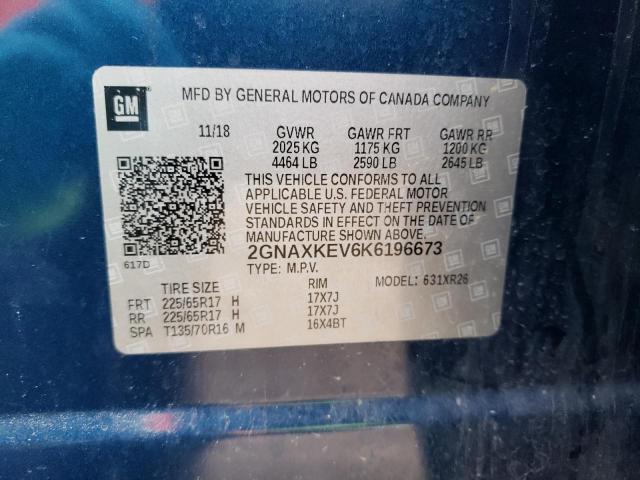 GM
MFD BY GENERAL MOTORS OF CANADA COMPANY
11/18 GVWR GAWR FRT GAWR RR
2025 KG 1175 KG 1200 KG
4464 LB 2590 LB 2645 LB
THIS VEHICLE CONFORMS TO ALL
APPLICABLE U.S. FEDERAL MOTOR
VEHICLE SAFETY AND THEFT PREVENTION
STANDARDS IN EFFECT ON THE DATE OF
MANUFACTURE SHOWN ABOVE.
617D 2GNAXKEV6K6196673
TYPE: M.P.V. MODEL: 631XR26
TIRE SIZE RIM
FRT 225/65R17 H 17X7J
RR 225/65R17 H 17X7J
SPA T135/70R16 M 16X4BT